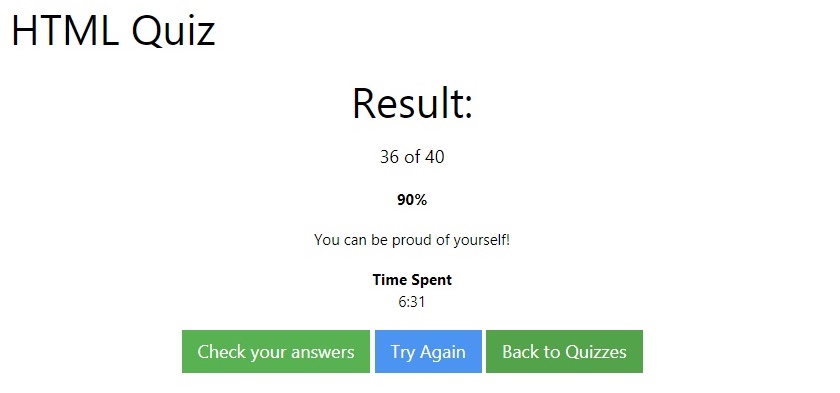 HTML Quiz
Result:
36 of 40
90%
You can be proud of yourself!
Time Spent
6:31
Check your answers Try Again Back to Quizzes